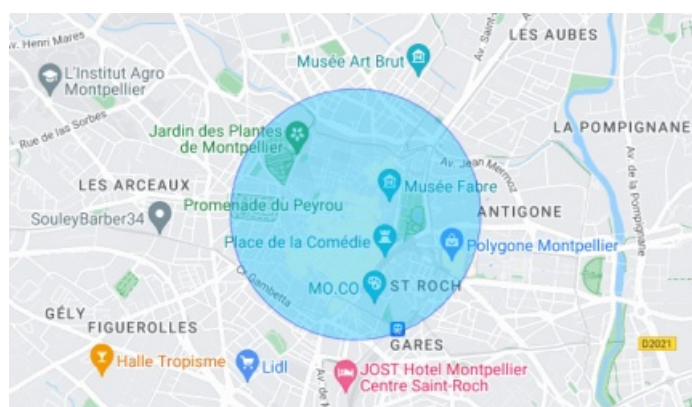 LES AUBES
v. Henri Mares
Av. Saint-
Musée Art Brut
L'Institut Agro
Montpellier
Rue de las Sorbes
Jardin des Plantes
de Montpellier
LA POMPIGNANE
Av. Jean Mermoz
Av. de la Pompignane
LES ARCEAUX
Musée Fabre
Promenade du Peyrou
SouleyBarber34
ANTIGONE
Place de la Comédie
Polygone Montpellier
Cr Gambetta
MO.CO
ST ROCH
GÉLY
FIGUEROLLES
GARES
D2021
Halle Tropisme
Lidl
Av. de M
JOST Hotel Montpellier
Centre Saint-Roch